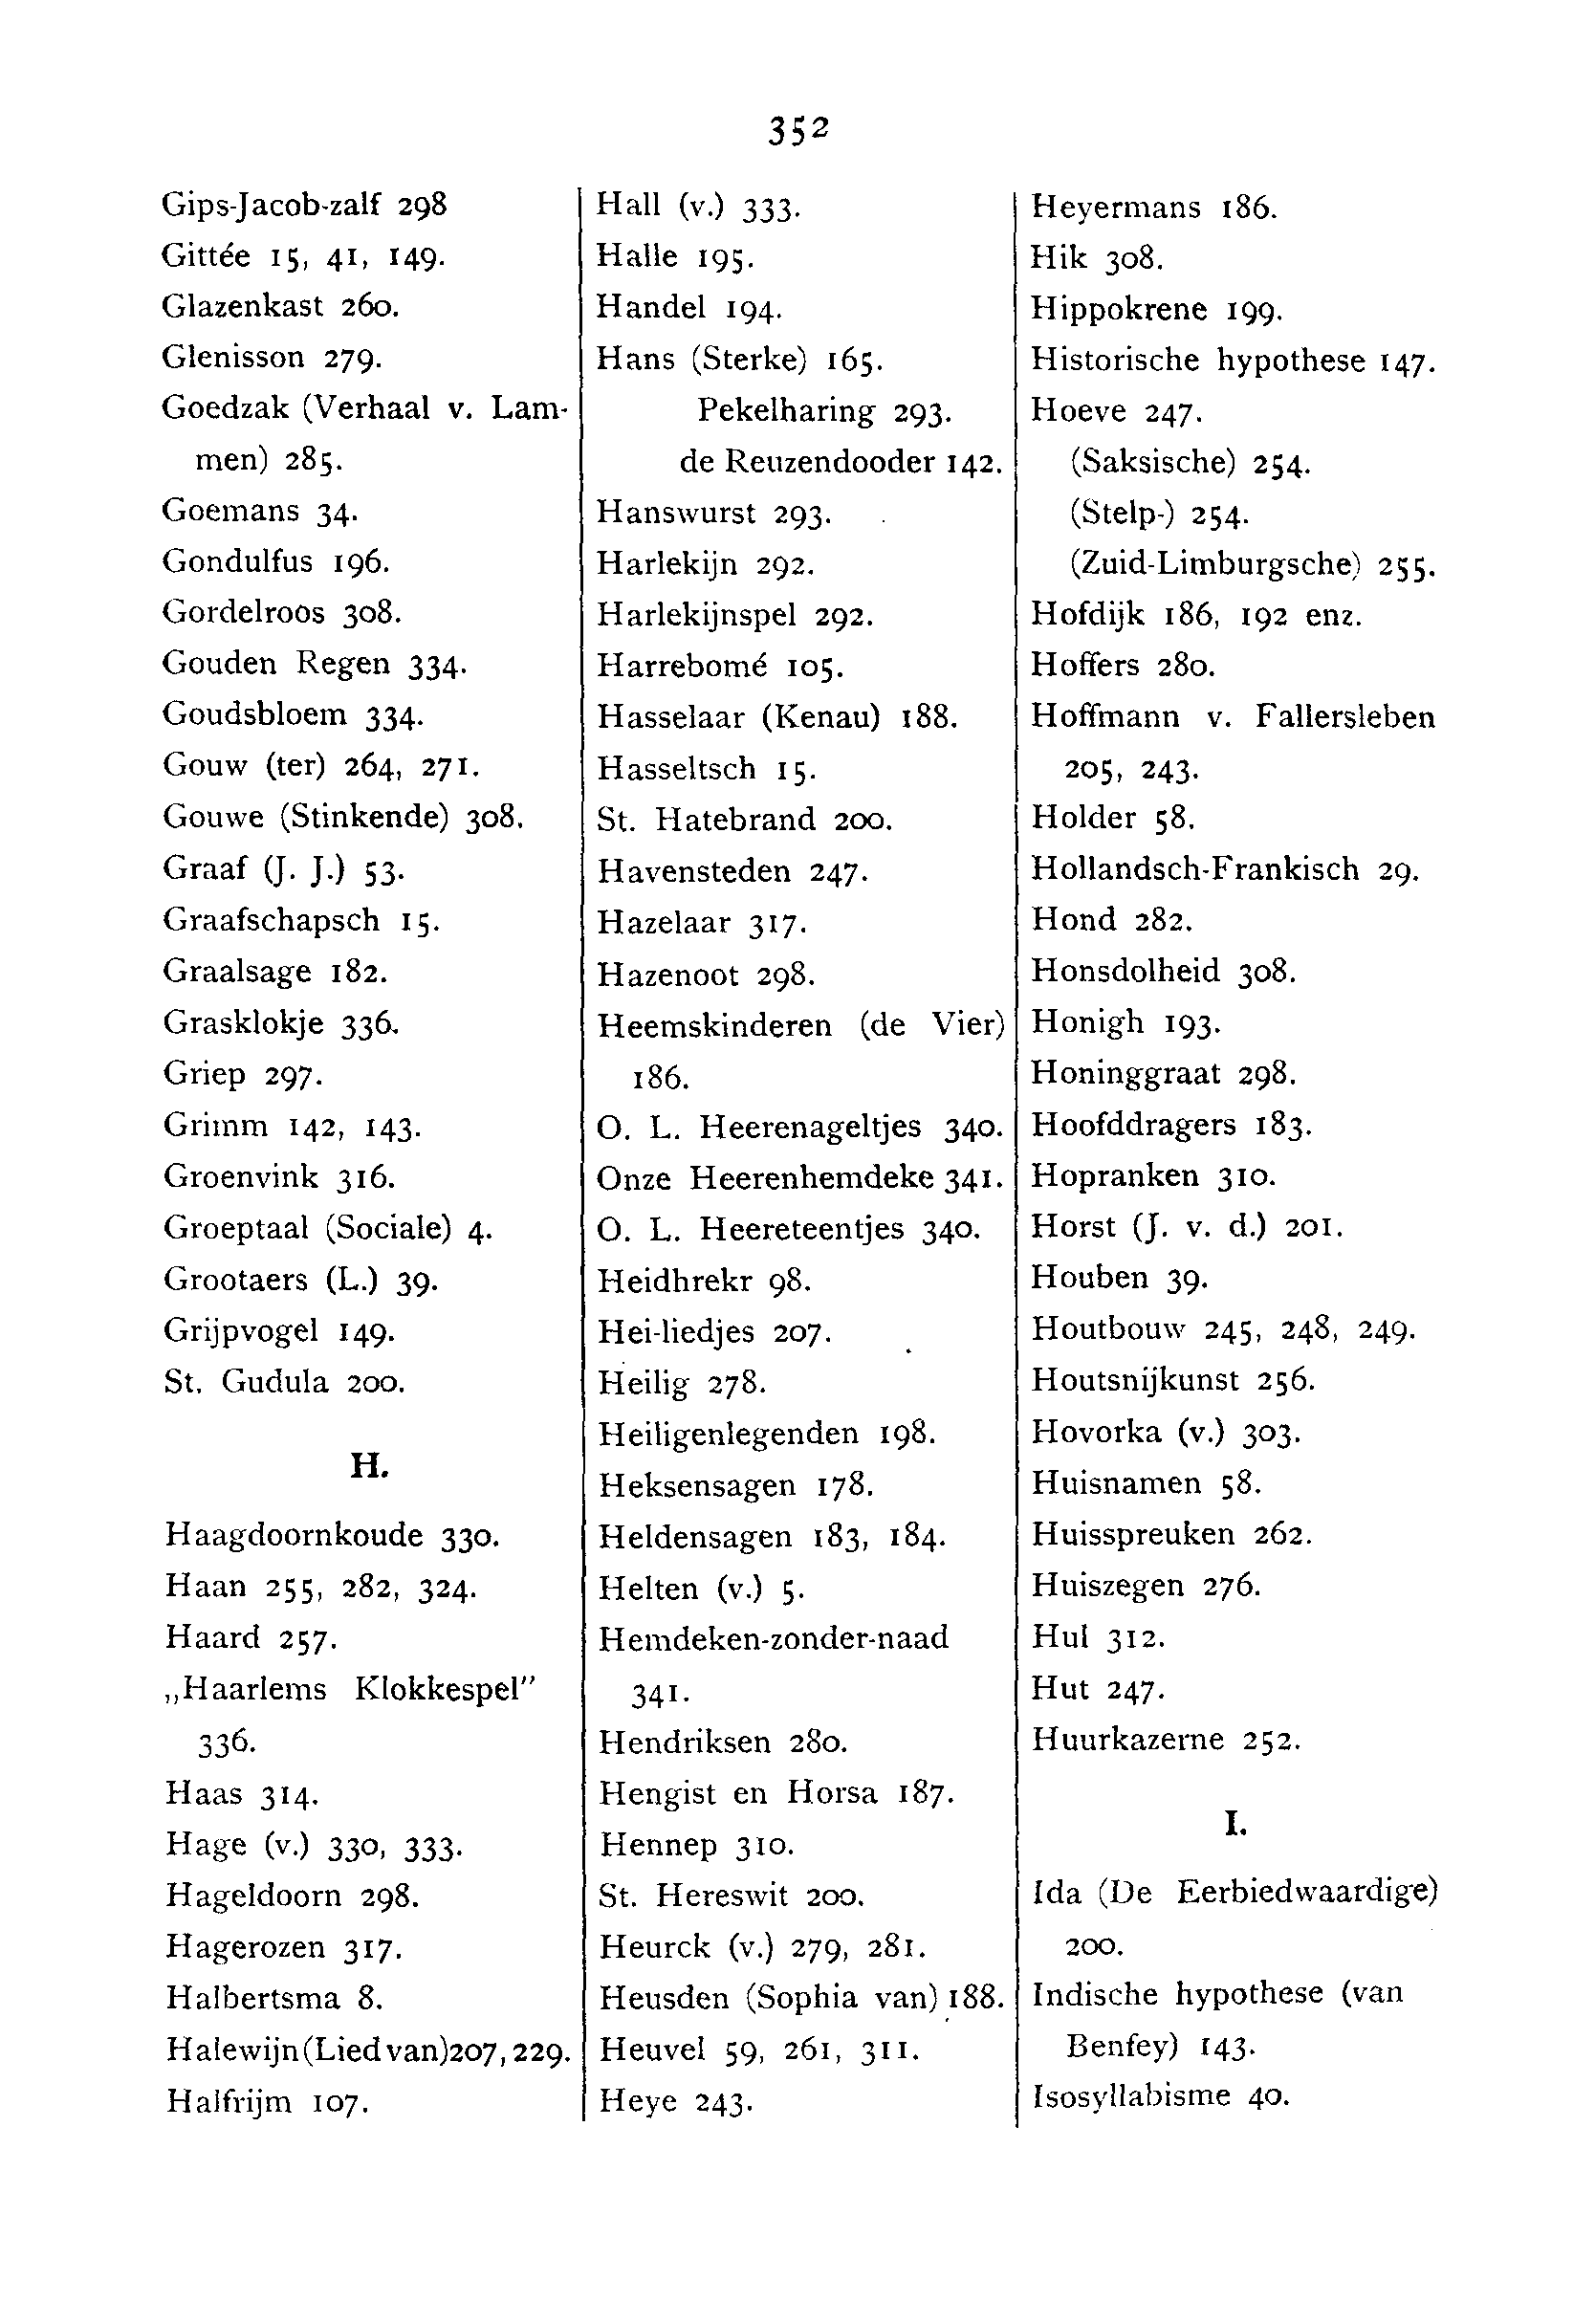 352
Gips-Jacob-zalf 298
Gittée 15, 41, 149.
Glazenkast 260.
Glenisson 279.
Goedzak (Verhaal v. Lam-
men) 285.
Goemans 34.
Gondulfus 196.
Gordelroos 308.
Gouden Regen 334.
Goudsbloem 334.
Gouw (ter) 264, 271.
Gouwe (Stinkende) 308.
Graaf (J. J.) 53.
Graafschapsch 15.
Graalsage 182.
Grasklokje 336.
Griep 297.
Grimm 142, 143.
Groenvink 316.
Groeptaal (Sociale) 4.
Grootaers (L.) 39.
Grijpvogel 149.
St. Gudula 200.
H.
Haagdoornkoude 330.
Haan 255, 282, 324.
Haard 257.
„Haarlems Klokkespel"
336.
Haas 314.
Hage (v.) 330, 333.
Hageldoorn 298.
Hagerozen 317.
Halbertsma 8.
Halewijn (Lied van) 207, 229.
Halfrijm 107.
Hall (v.) 333.
Halle 195.
Handel 194.
Hans (Sterke) 165.
Pekelharing 293.
de Reuzendooder 142.
Hanswurst 293.
Harlekijn 292.
Harlekijnspel 292.
Harrebomé 105.
Hasselaar (Kenau) 188.
Hasseltsch 15.
St. Hatebrand 200.
Havensteden 247.
Hazelaar 317.
Hazenoot 298.
Heemskinderen (de Vier)
186.
O. L. Heerenageltjes 340.
Onze Heerenhemdeke 341.
O. L. Heereteentjes 340.
Heidhrekr 98.
Hei-liedjes 207.
Heilig 278.
Heiligenlegenden 198.
Heksensagen 178.
Heldensagen 183, 184.
Helten (v.) 5.
Hemdeken-zonder-naad
341.
Hendriksen 280.
Hengist en Horsa 187.
Hennep 310.
St. Hereswit 200.
Heurck (v.) 279, 281.
Heusden (Sophia van) 188.
Heuvel 59, 261, 311.
Heye 243.
Heyermans 186.
Hik 308.
Hippokrene 199.
Historische hypothese 147.
Hoeve 247.
(Saksische) 254.
(Stelp-) 254.
(Zuid-Limburgsche) 255.
Hofdijk 186, 192 enz.
Hoffers 280.
Hoffmann v. Fallersleben
205, 243.
Holder 58.
Hollandsch-Frankisch 29.
Hond 282.
Honsdolheid 308.
Honigh 193.
Honinggraat 298.
Hoofddragers 183.
Hopranken 310.
Horst (J. v. d.) 201.
Houben 39.
Houtbouw 245, 248, 249.
Houtsnijkunst 256.
Hovorka (v.) 303.
Huisnamen 58.
Huisspreuken 262.
Huiszegen 276.
Hul 312.
Hut 247.
Huurkazerne 252.
I.
Ida (De Eerbiedwaardige)
200.
Indische hypothese (van
Benfey) 143.
Isosyllabisme 40.